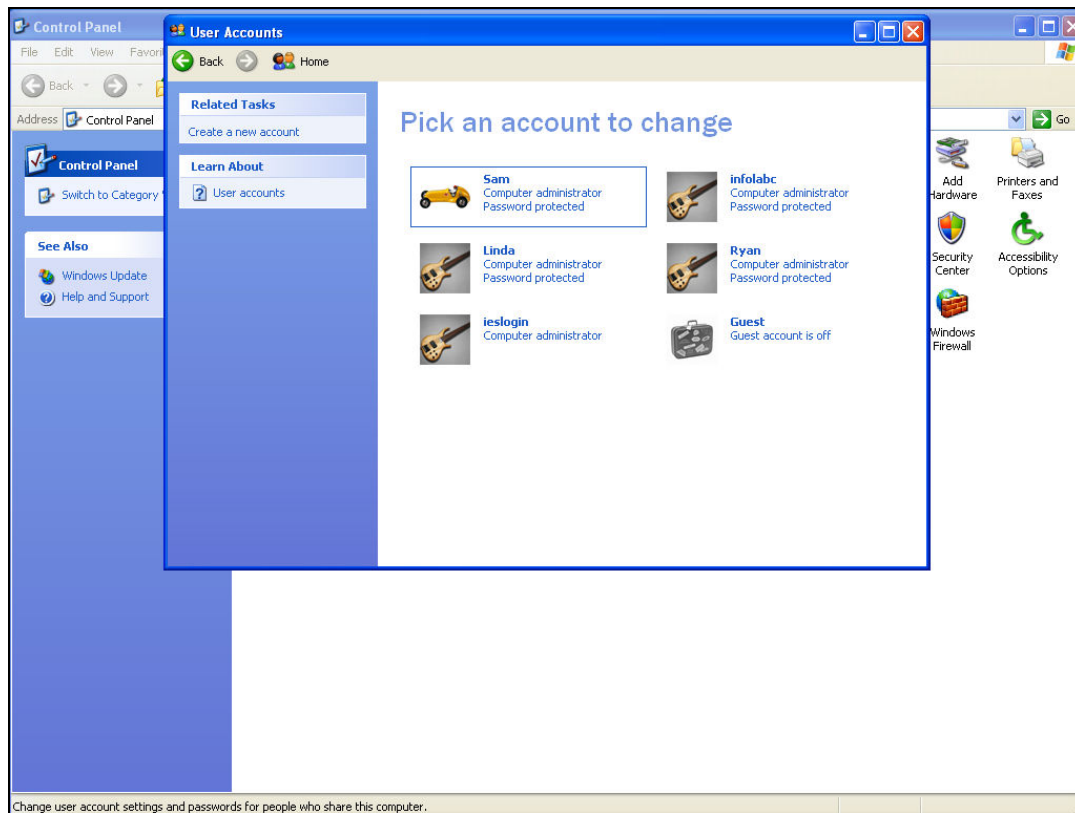 Control Panel
File Edit View
Back
Address Control Panel
Go
Control Panel
Switch to Category
See Also
Windows Update
Help and Support
User Accounts
Back Home
Related Tasks
Create a new account
Learn About
User accounts
Pick an account to change
Sam
Computer administrator
Password protected
infolabc
Computer administrator
Password protected
Linda
Computer administrator
Password protected
Ryan
Computer administrator
Password protected
ieslogin
Computer administrator
Guest
Guest account is off
Add
Hardware
Printers and
Faxes
Security
Center
Accessibility
Options
Windows
Firewall
Change user account settings and passwords for people who share this computer.